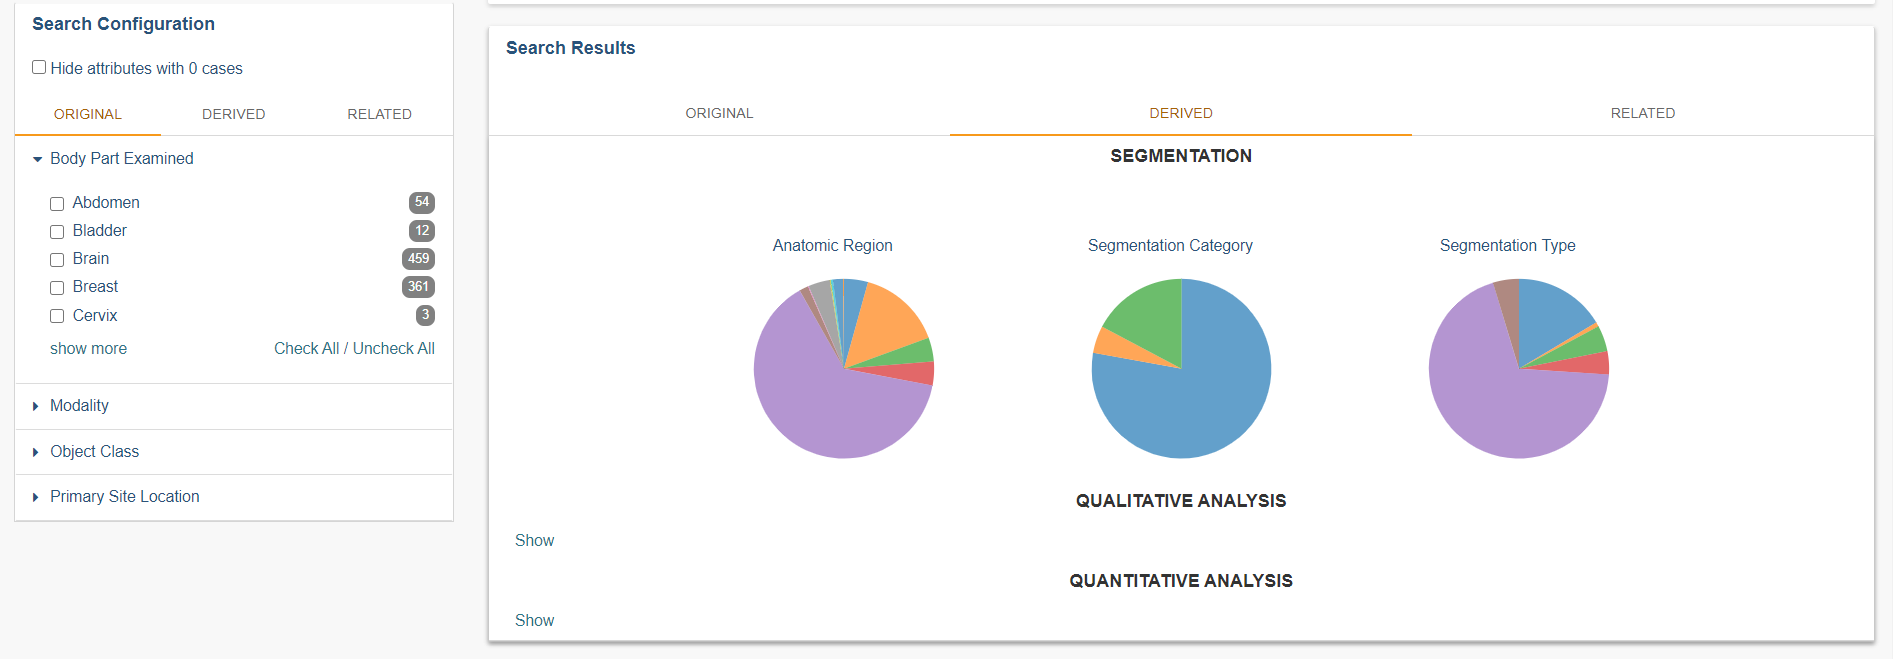 Search Configuration
Hide attributes with 0 cases
ORIGINAL DERIVED RELATED
Body Part Examined
Abdomen 54
Bladder 12
Brain 459
Breast 361
Cervix 3
show more Check All / Uncheck All
Modality
Object Class
Primary Site Location
Search Results
ORIGINAL DERIVED RELATED
SEGMENTATION
Anatomic Region Segmentation Category Segmentation Type
QUALITATIVE ANALYSIS
Show
QUANTITATIVE ANALYSIS
Show